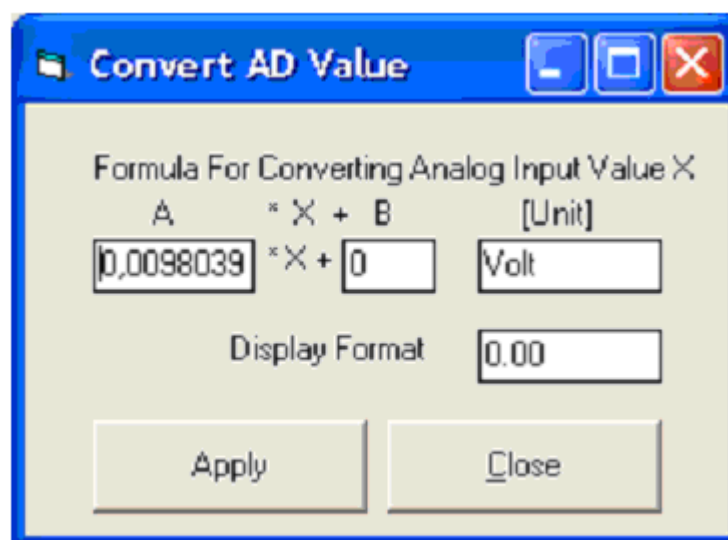 Convert AD Value
Formula For Converting Analog Input Value X
A * X + B [Unit]
0,0098039 * X + 0 Volt
Display Format 0.00
Apply Close